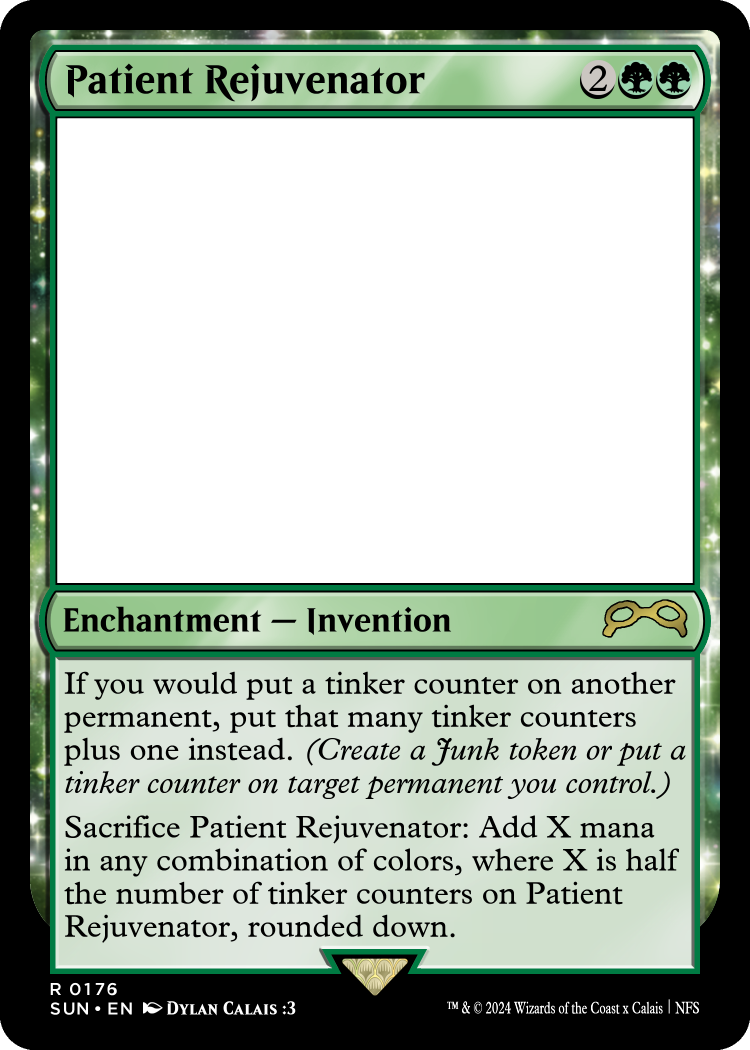 Patient Rejuvenator 2
Enchantment — Invention
If you would put a tinker counter on another
permanent, put that many tinker counters
plus one instead. (Create a Junk token or put a
tinker counter on target permanent you control.)
Sacrifice Patient Rejuvenator: Add X mana
in any combination of colors, where X is half
the number of tinker counters on Patient
Rejuvenator, rounded down.
R 0176
SUN • EN Dylan Calais :3
™ & © 2024 Wizards of the Coast x Calais | NFS